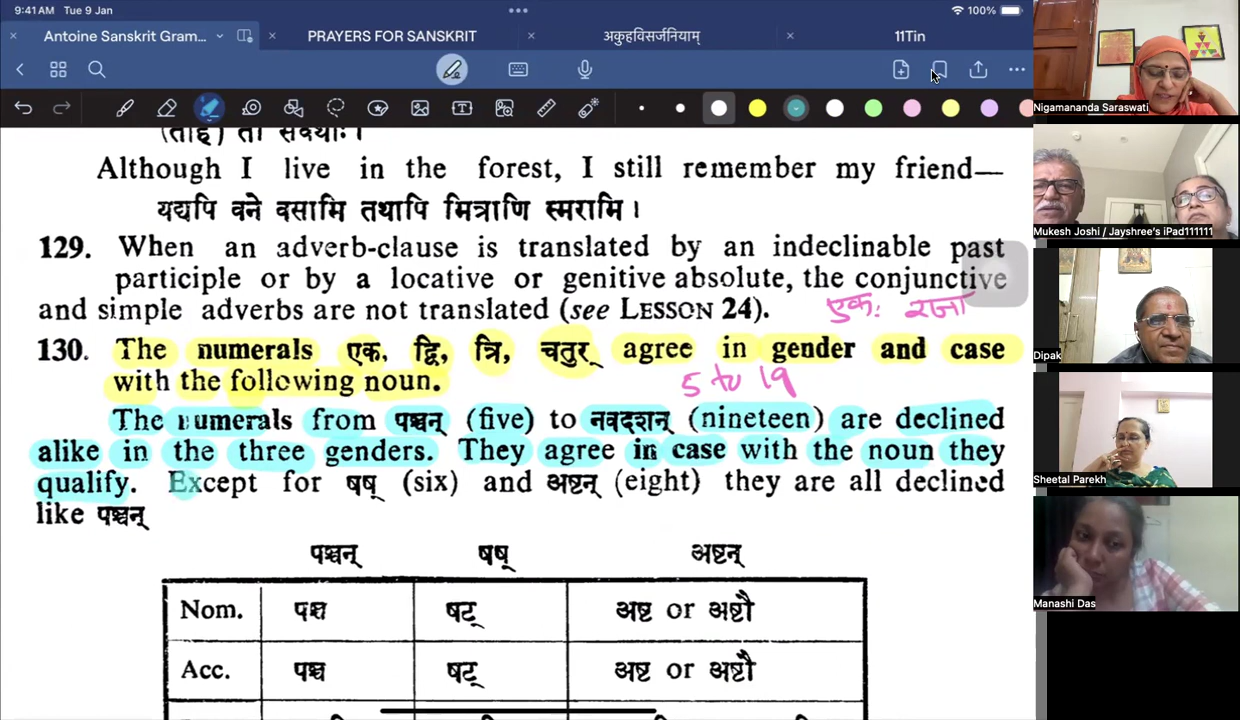 9:41 AM Tue 9 Jan
100%
Antoine Sanskrit Gram...
PRAYERS FOR SANSKRIT
अकुहविसर्जनियाम्
11Tin
Although I live in the forest, I still remember my friend—
यद्यपि वने वसामि तथापि मित्राणि स्मरामि ।
129. When an adverb-clause is translated by an indeclinable past
participle or by a locative or genitive absolute, the conjunctive
and simple adverbs are not translated (see LESSON 24).
एकः राजा
130. The numerals एक, द्वि, त्रि, चतुर् agree in gender and case
with the following noun.
5 to 19
The numerals from पञ्चन् (five) to नवदशन् (nineteen) are declined
alike in the three genders. They agree in case with the noun they
qualify. Except for षष् (six) and अष्टन् (eight) they are all declined
like पञ्चन्
पञ्चन् षष् अष्टन्
Nom. पञ्च षट् अष्ट or अष्टौ
Acc. पञ्च षट् अष्ट or अष्टौ
Nigamananda Saraswati
Mukesh Joshi / Jayshree's iPad111111
Dipak
Sheetal Parekh
Manashi Das